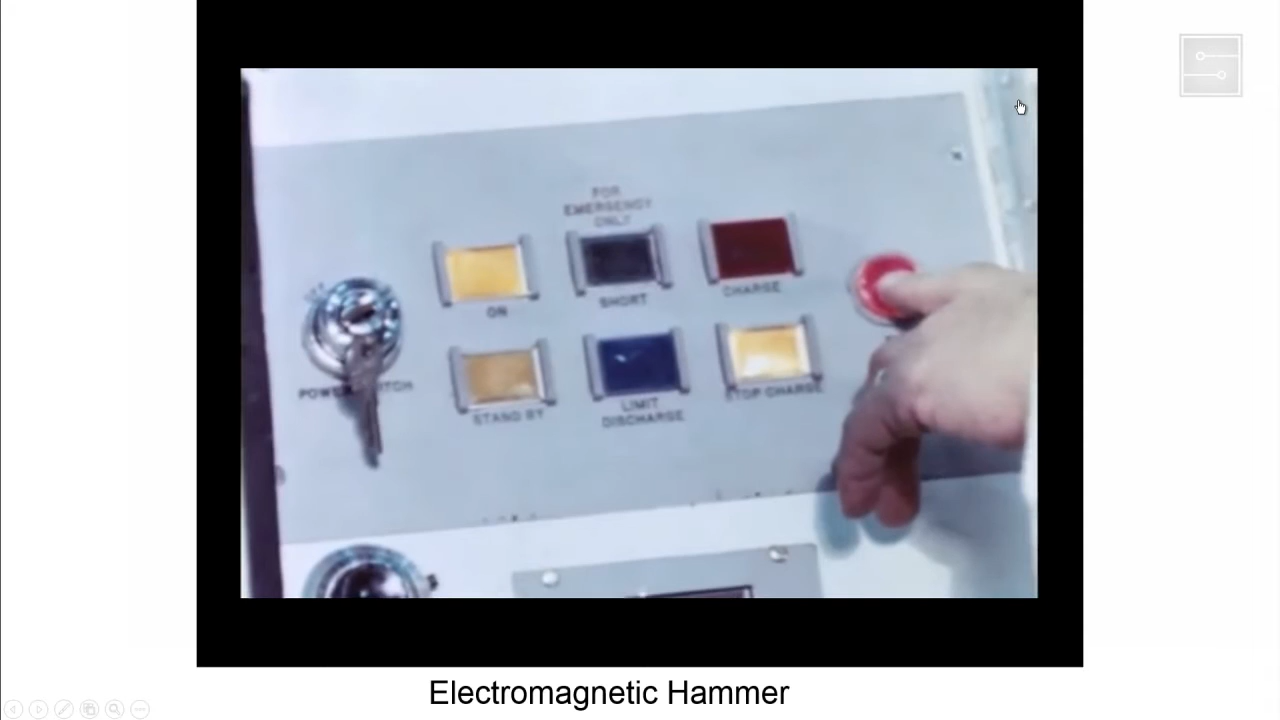 FOR
EMERGENCY
ONLY
ON
SHORT
CHARGE
STAND BY
LIMIT
DISCHARGE
STOP CHARGE
Electromagnetic Hammer